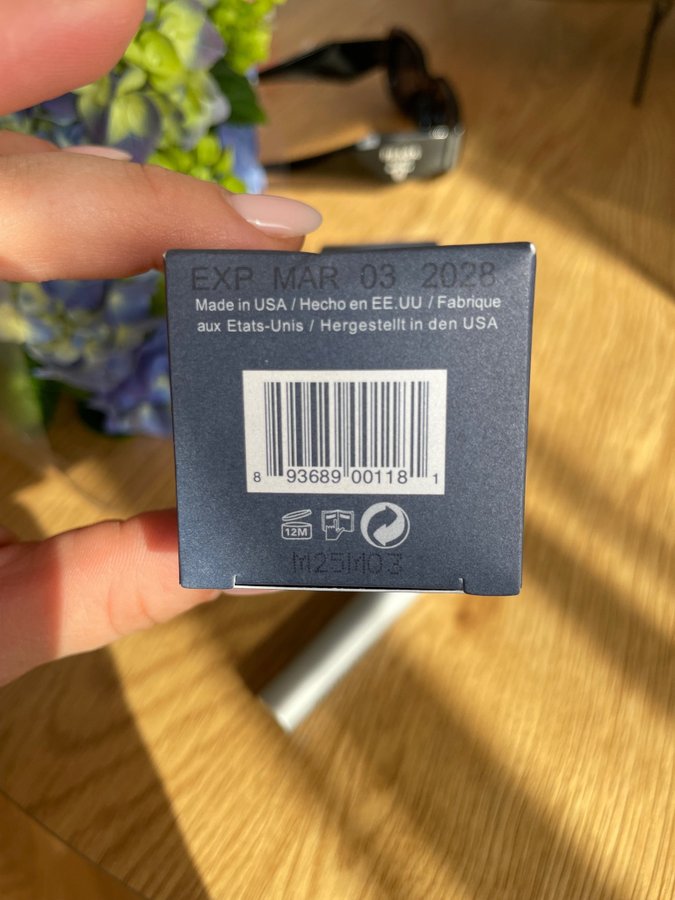 EXP MAR 03 2028
Made in USA / Hecho en EE.UU / Fabrique
aux Etats-Unis / Hergestellt in den USA
8 93689 00118 1
12M
M25M03